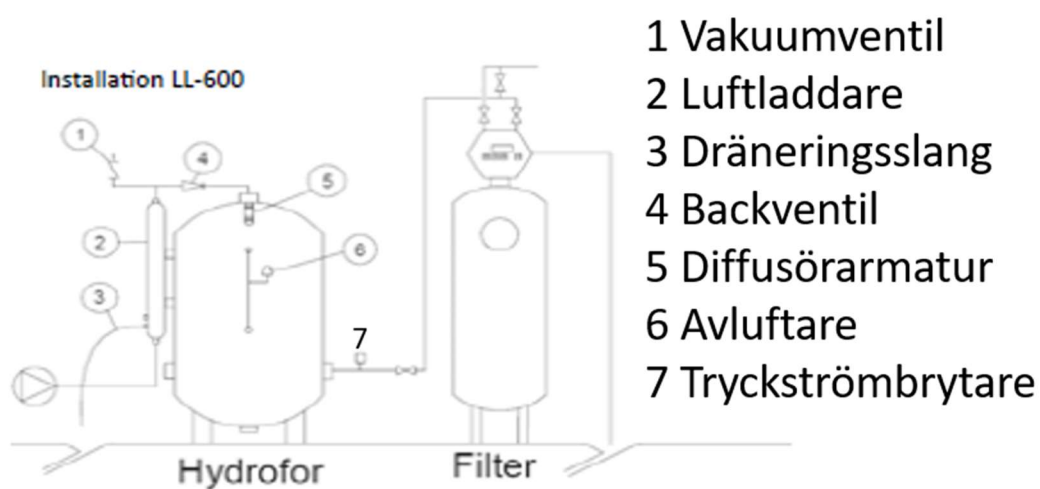 Installation LL-600
1 Vakuumventil
2 Luftladdare
3 Dräneringsslang
4 Backventil
5 Diffusörarmatur
6 Avluftare
7 Tryckströmbrytare
1
4
5
2
6
3
7
Hydrofor
Filter